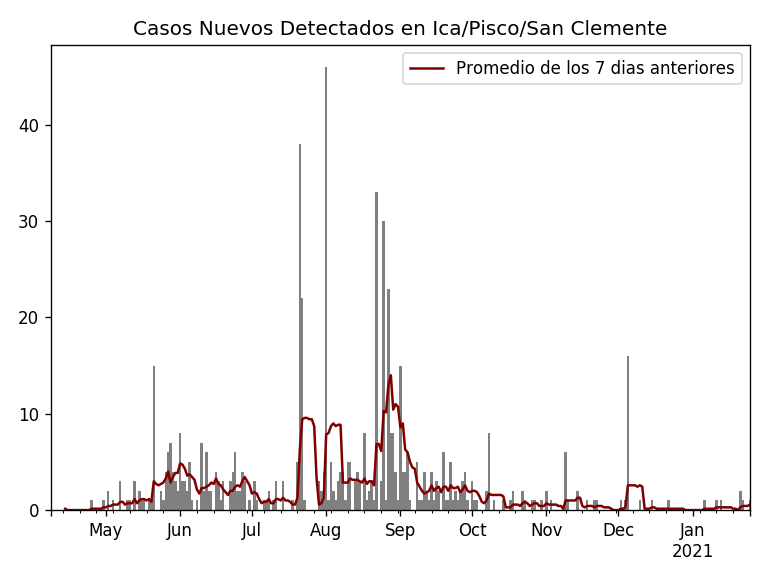 Casos Nuevos Detectados en Ica/Pisco/San Clemente
Promedio de los 7 dias anteriores
40
30
20
10
0
May Jun Jul Aug Sep Oct Nov Dec Jan
2021